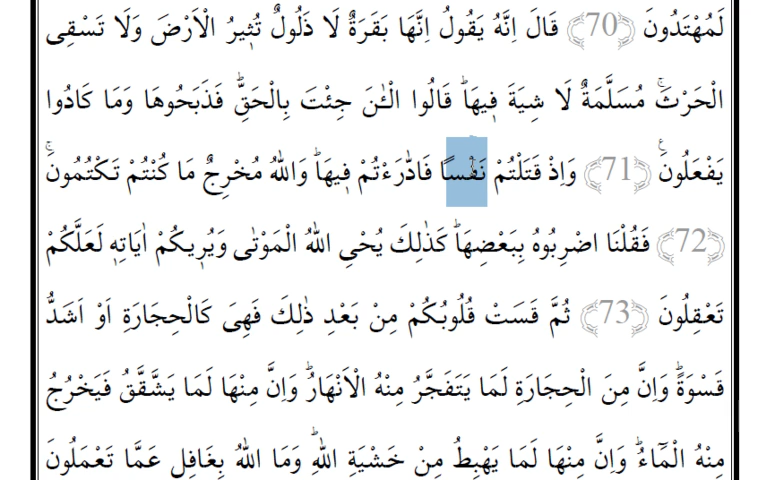 لَمُهْتَدُونَ ﴿70﴾ قَالَ اِنَّهُ يَقُولُ اِنَّهَا بَقَرَةٌ لَا ذَلُولٌ تُثِيرُ الْاَرْضَ وَلَا تَسْقِى
الْحَرْثَۚ مُسَلَّمَةٌ لَا شِيَةَ فِيهَاۜ قَالُوا الْـٰٔنَ جِئْتَ بِالْحَقِّۜ فَذَبَحُوهَا وَمَا كَادُوا
يَفْعَلُونَ۟ ﴿71﴾ وَاِذْ قَتَلْتُمْ نَفْسًا فَادّٰرَءْتُمْ فِيهَاۜ وَاللّٰهُ مُخْرِجٌ مَا كُنْتُمْ تَكْتُمُونَۚ
﴿72﴾ فَقُلْنَا اضْرِبُوهُ بِبَعْضِهَاۜ كَذٰلِكَ يُحْيِ اللّٰهُ الْمَوْتٰى وَيُرِيكُمْ اٰيَاتِهِ لَعَلَّكُمْ
تَعْقِلُونَ ﴿73﴾ ثُمَّ قَسَتْ قُلُوبُكُمْ مِنْ بَعْدِ ذٰلِكَ فَهِىَ كَالْحِجَارَةِ اَوْ اَشَدُّ
قَسْوَةًۜ وَاِنَّ مِنَ الْحِجَارَةِ لَمَا يَتَفَجَّرُ مِنْهُ الْاَنْهَارُۜ وَاِنَّ مِنْهَا لَمَا يَشَّقَّقُ فَيَخْرُجُ
مِنْهُ الْمَٓاءُۜ وَاِنَّ مِنْهَا لَمَا يَهْبِطُ مِنْ خَشْيَةِ اللّٰهِۜ وَمَا اللّٰهُ بِغَافِلٍ عَمَّا تَعْمَلُونَ